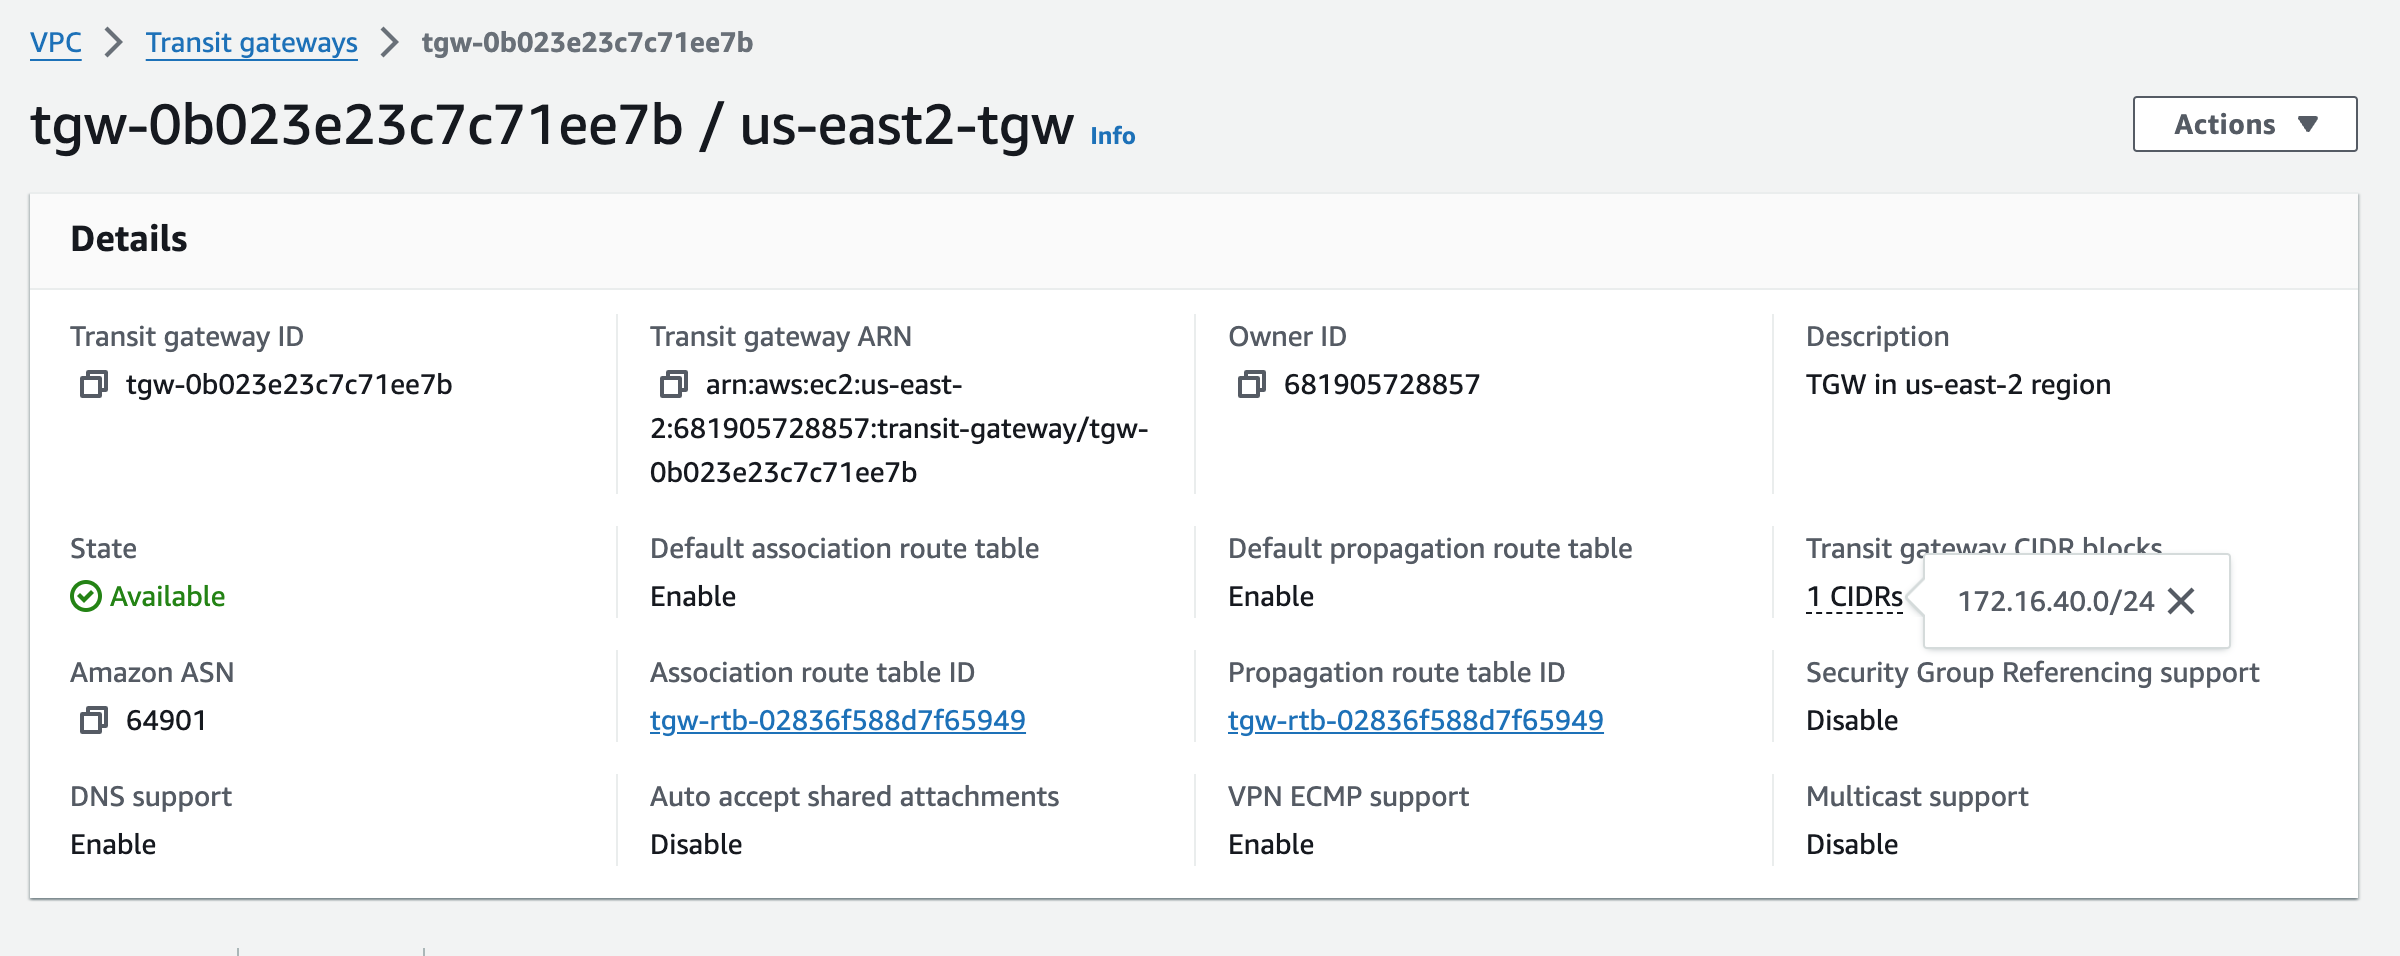 VPC > Transit gateways > tgw-0b023e23c7c71ee7b
tgw-0b023e23c7c71ee7b / us-east2-tgw Info
Actions
Details
Transit gateway ID
tgw-0b023e23c7c71ee7b
Transit gateway ARN
arn:aws:ec2:us-east-
2:681905728857:transit-gateway/tgw-
0b023e23c7c71ee7b
Owner ID
681905728857
Description
TGW in us-east-2 region
State
Available
Default association route table
Enable
Default propagation route table
Enable
Transit gateway CIDR blocks
1 CIDRs
172.16.40.0/24
Amazon ASN
64901
Association route table ID
tgw-rtb-02836f588d7f65949
Propagation route table ID
tgw-rtb-02836f588d7f65949
Security Group Referencing support
Disable
DNS support
Enable
Auto accept shared attachments
Disable
VPN ECMP support
Enable
Multicast support
Disable